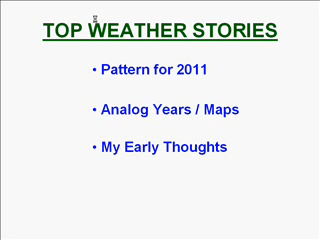 TOP WEATHER STORIES
• Pattern for 2011
• Analog Years / Maps
• My Early Thoughts